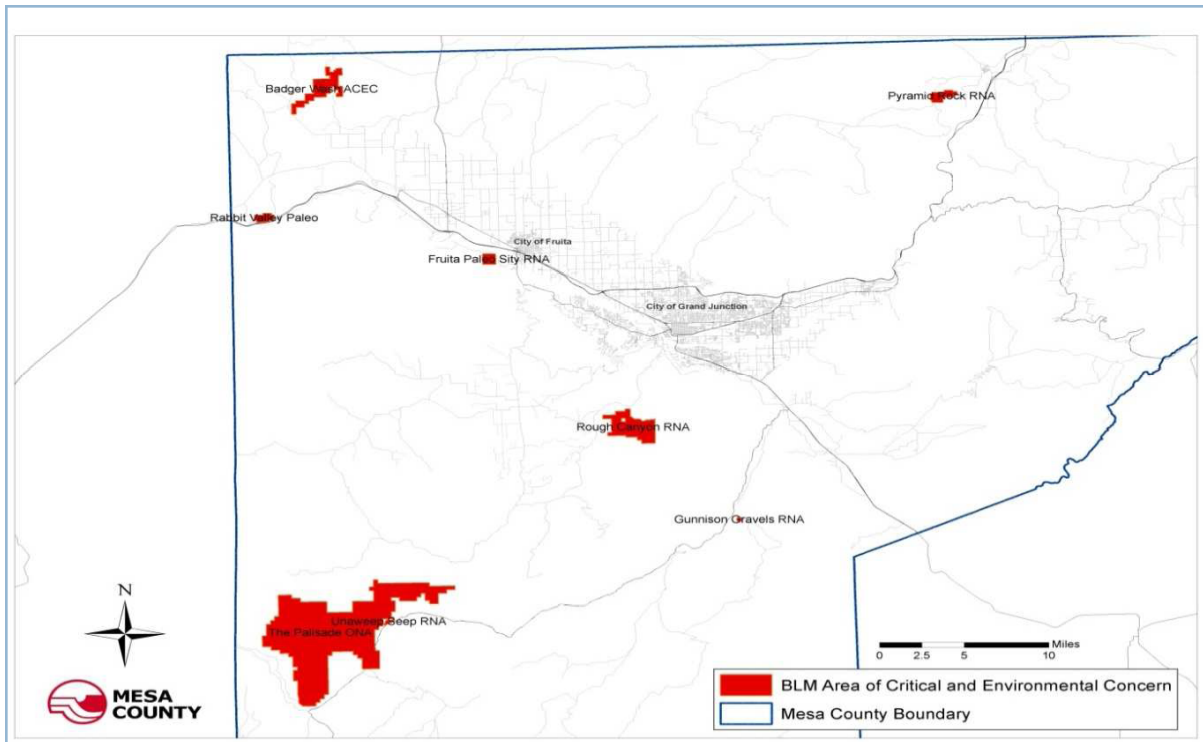 Badger Wash ACEC
Pyramid Rock RNA
Rabbit Valley Paleo
City of Fruita
Fruita Paleo Sity RNA
City of Grand Junction
Rough Canyon RNA
Gunnison Gravels RNA
Unaweep Seep RNA
The Palisade ONA
N
MESA
COUNTY
Miles
0 2.5 5 10
BLM Area of Critical and Environmental Concern
Mesa County Boundary